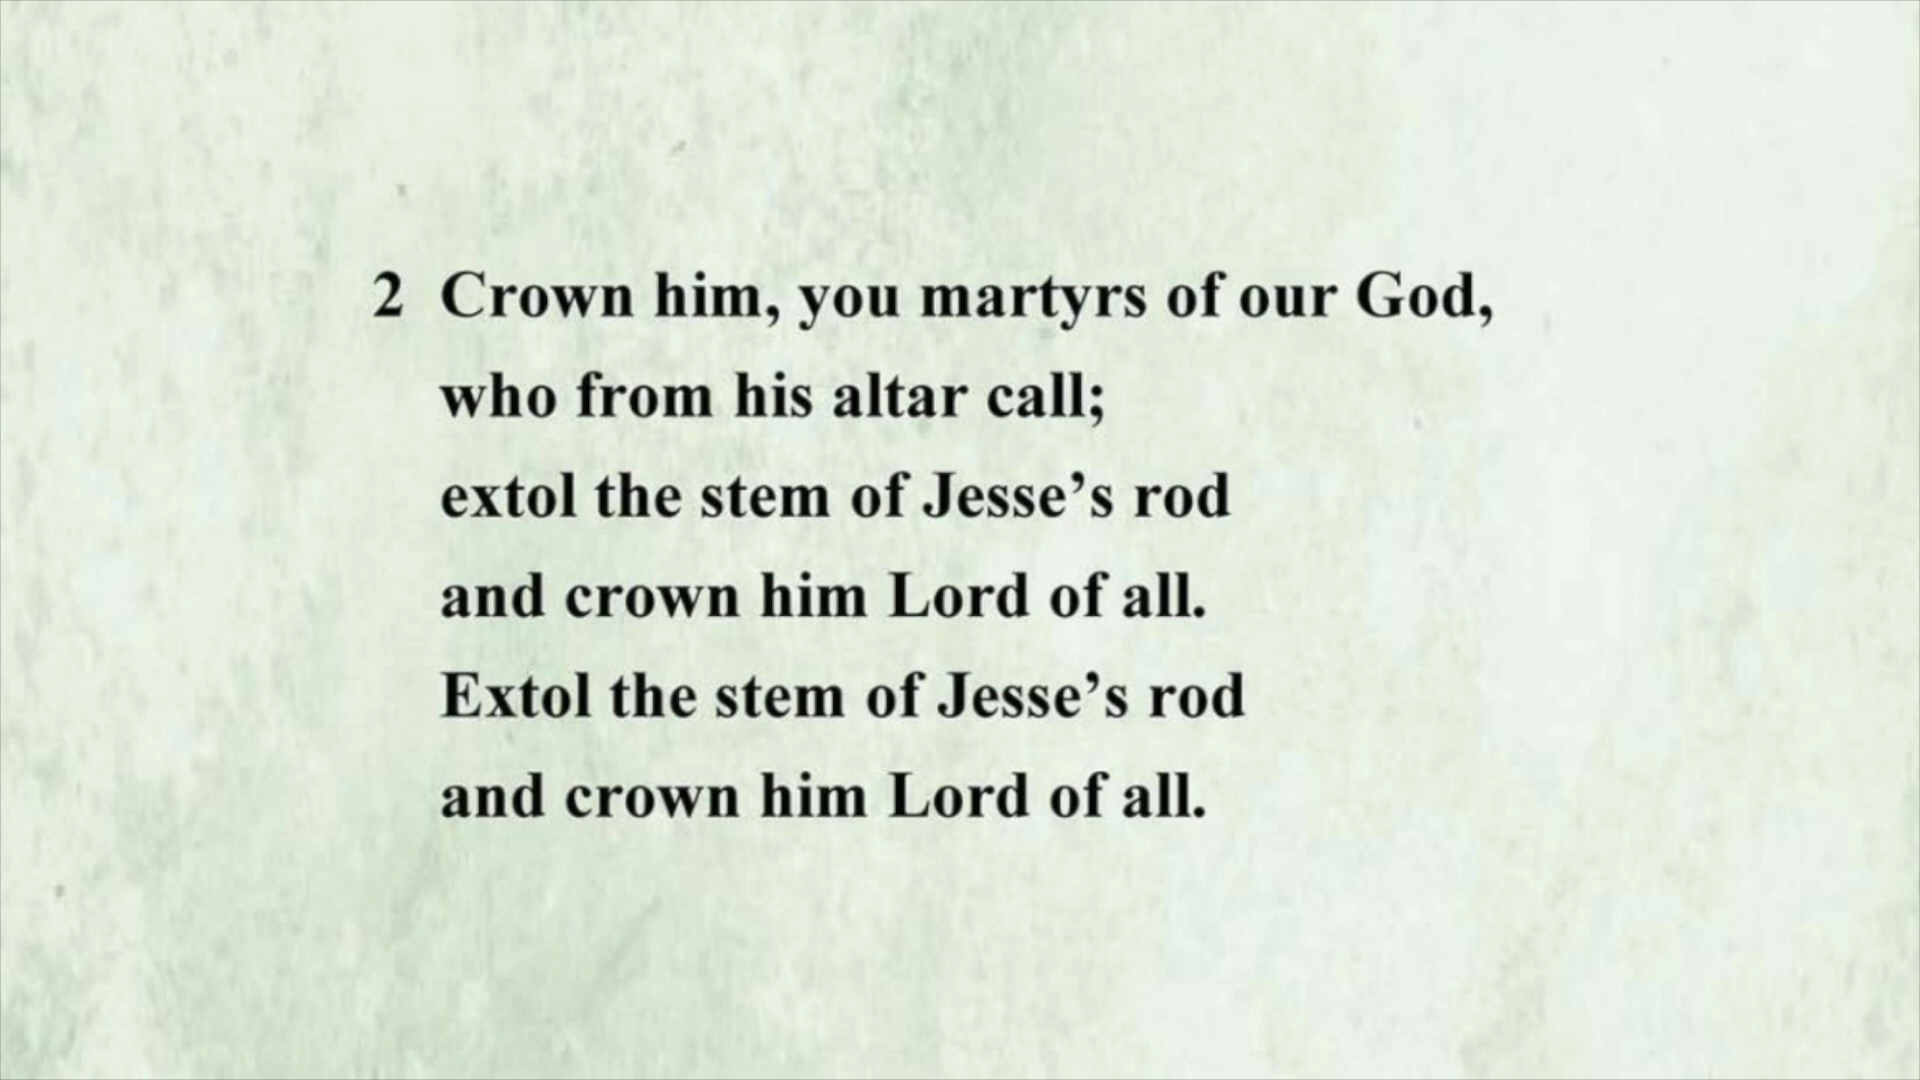 2 Crown him, you martyrs of our God,
who from his altar call;
extol the stem of Jesse’s rod
and crown him Lord of all.
Extol the stem of Jesse’s rod
and crown him Lord of all.